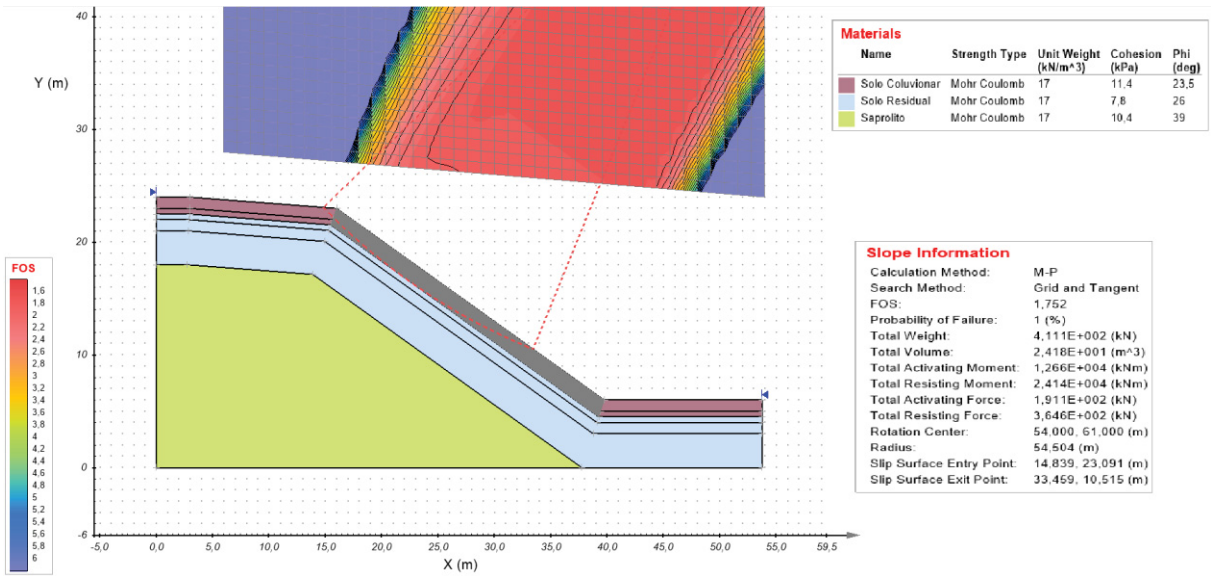 40
Y (m)
30
20
10
0
-6
-5,0 0,0 5,0 10,0 15,0 20,0 25,0 30,0 35,0 40,0 45,0 50,0 55,0 59,5
X (m)
FOS
1,6
2
2,2
2,4
2,6
2,8
3
3,2
3,4
3,6
3,8
4
4,2
4,4
4,6
4,8
5
5,2
5,4
5,6
5,8
6
Materials
Name Strength Type Unit Weight (kN/m^3) Cohesion (kPa) Phi (deg)
Solo Coluvionar Mohr Coulomb 17 11,4 23,5
Solo Residual Mohr Coulomb 17 7,8 26
Saprolito Mohr Coulomb 17 10,4 39
Slope Information
Calculation Method: M-P
Search Method: Grid and Tangent
FOS: 1,752
Probability of Failure: 1 (%)
Total Weight: 4,111E+002 (kN)
Total Volume: 2,418E+001 (m^3)
Total Activating Moment: 1,266E+004 (kNm)
Total Resisting Moment: 2,414E+004 (kNm)
Total Activating Force: 1,911E+002 (kN)
Total Resisting Force: 3,646E+002 (kN)
Rotation Center: 54,000, 61,000 (m)
Radius: 54,504 (m)
Slip Surface Entry Point: 14,839, 23,091 (m)
Slip Surface Exit Point: 33,459, 10,515 (m)